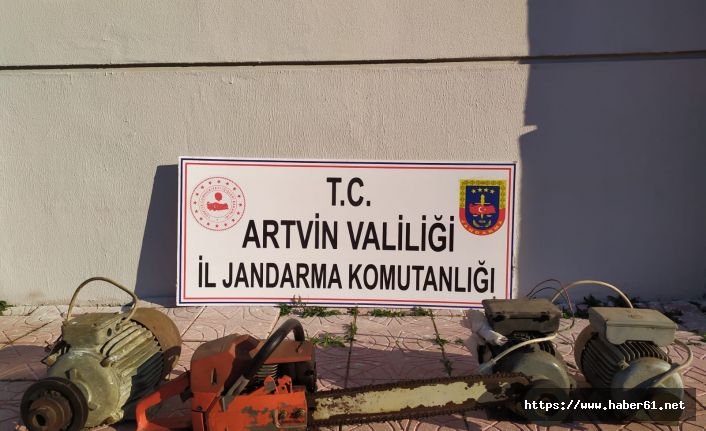 T.C.
ARTVİN VALİLİĞİ
İL JANDARMA KOMUTANLIĞI
https://www.haber61.net